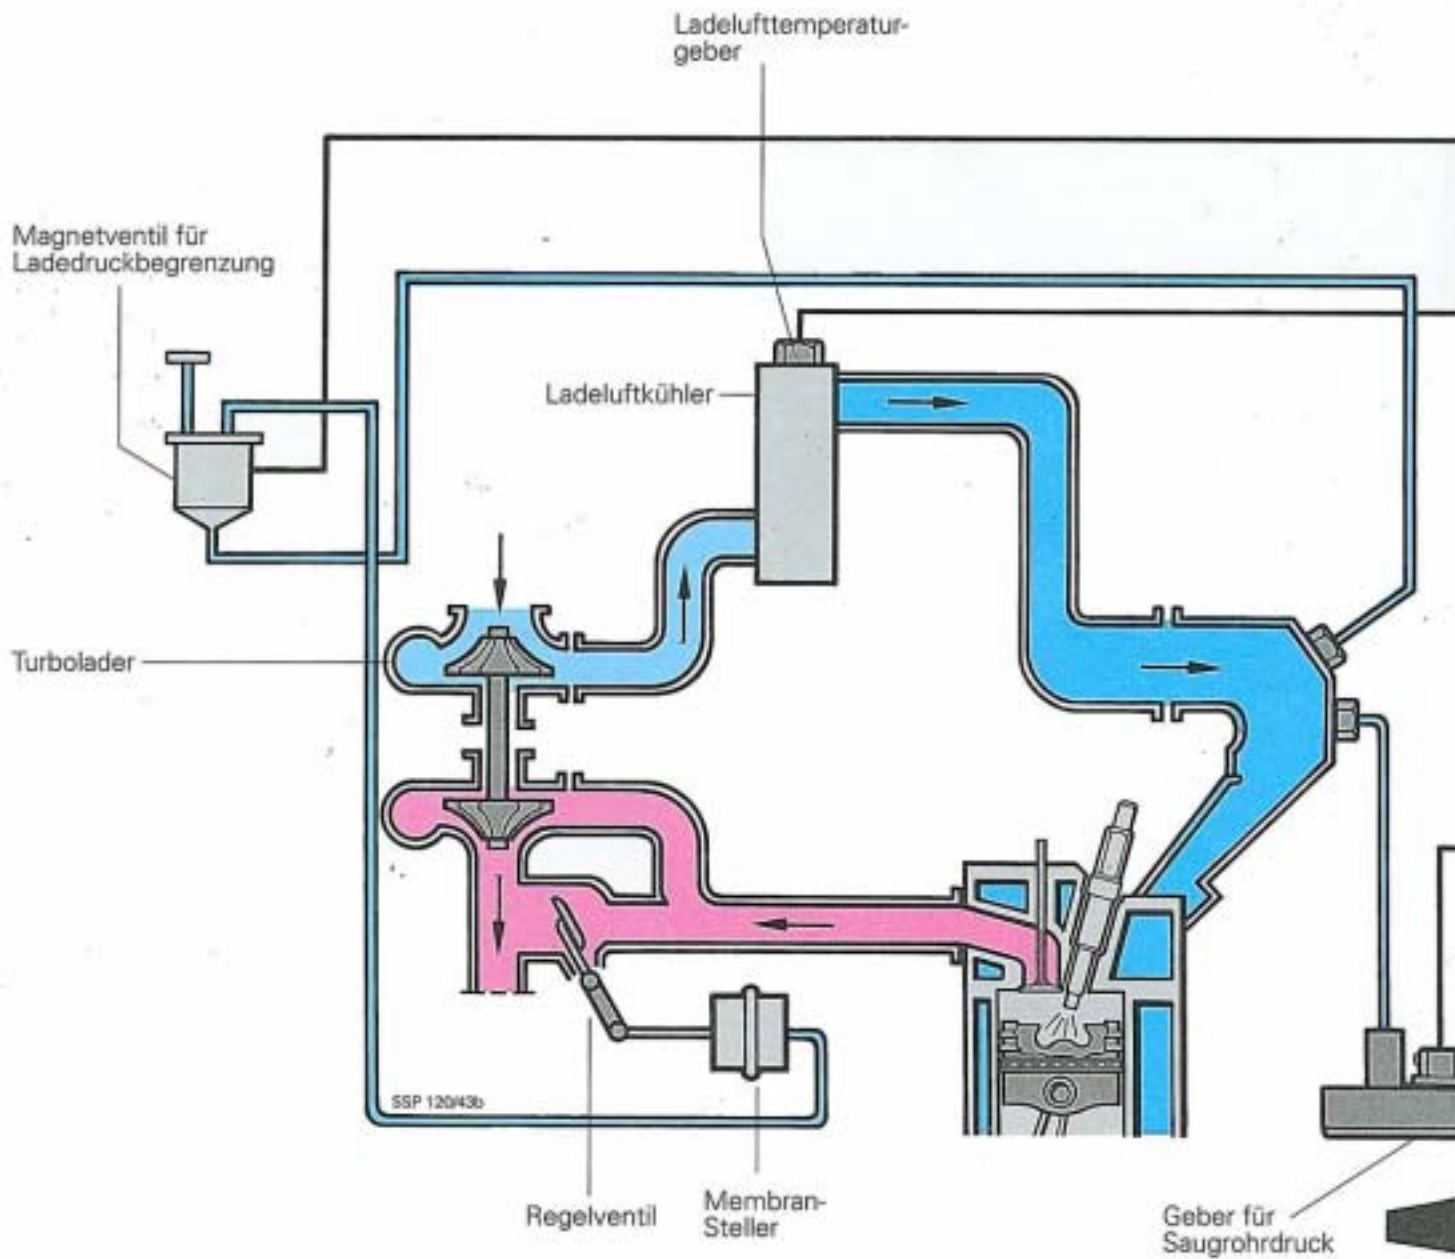 Ladelufttemperatur-
geber
Magnetventil für
Ladedruckbegrenzung
Ladeluftkühler
Turbolader
SSP 120/43b
Regelventil
Membran-
Steller
Geber für
Saugrohrdruck